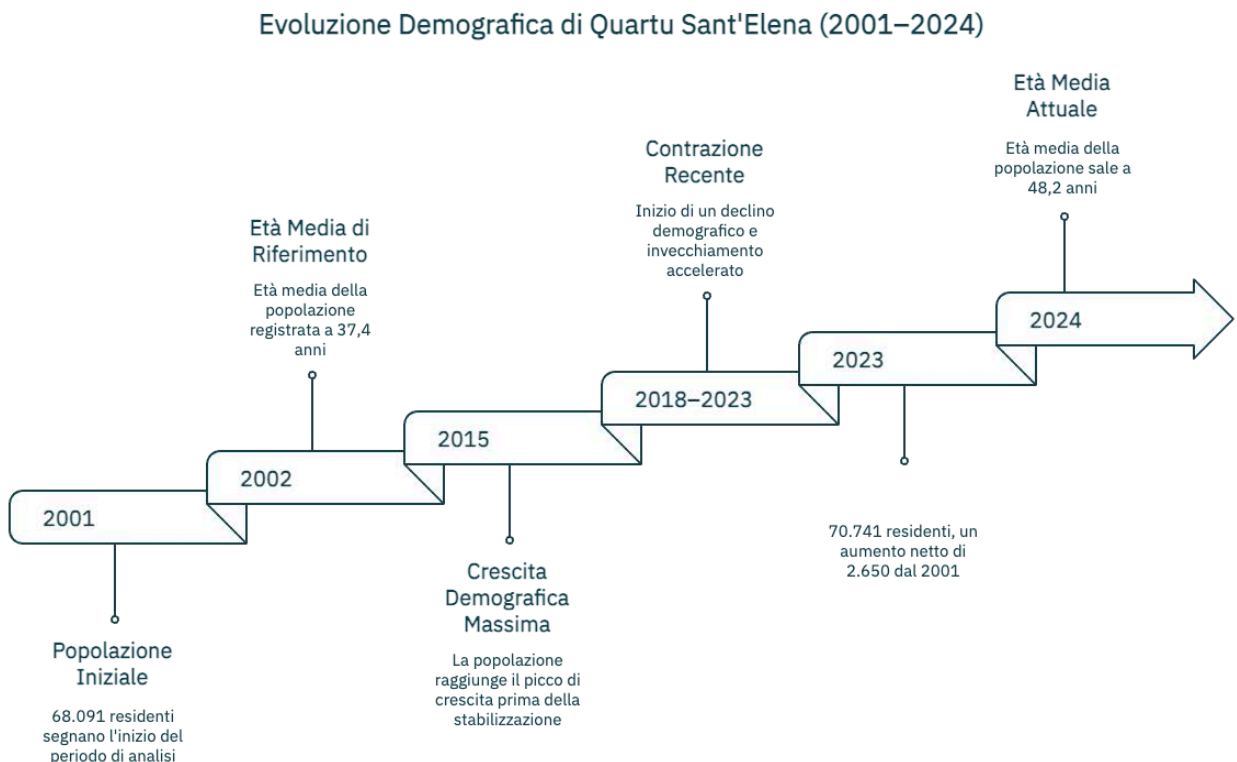 Evoluzione Demografica di Quartu Sant'Elena (2001–2024)
2001
Popolazione
Iniziale
68.091 residenti
segnano l'inizio del
periodo di analisi
Età Media di
Riferimento
Età media della
popolazione
registrata a 37,4
anni
2002
2015
Crescita
Demografica
Massima
La popolazione
raggiunge il picco di
crescita prima della
stabilizzazione
Contrazione
Recente
Inizio di un declino
demografico e
invecchiamento
accelerato
2018–2023
2023
70.741 residenti, un
aumento netto di
2.650 dal 2001
Età Media
Attuale
Età media della
popolazione sale a
48,2 anni
2024